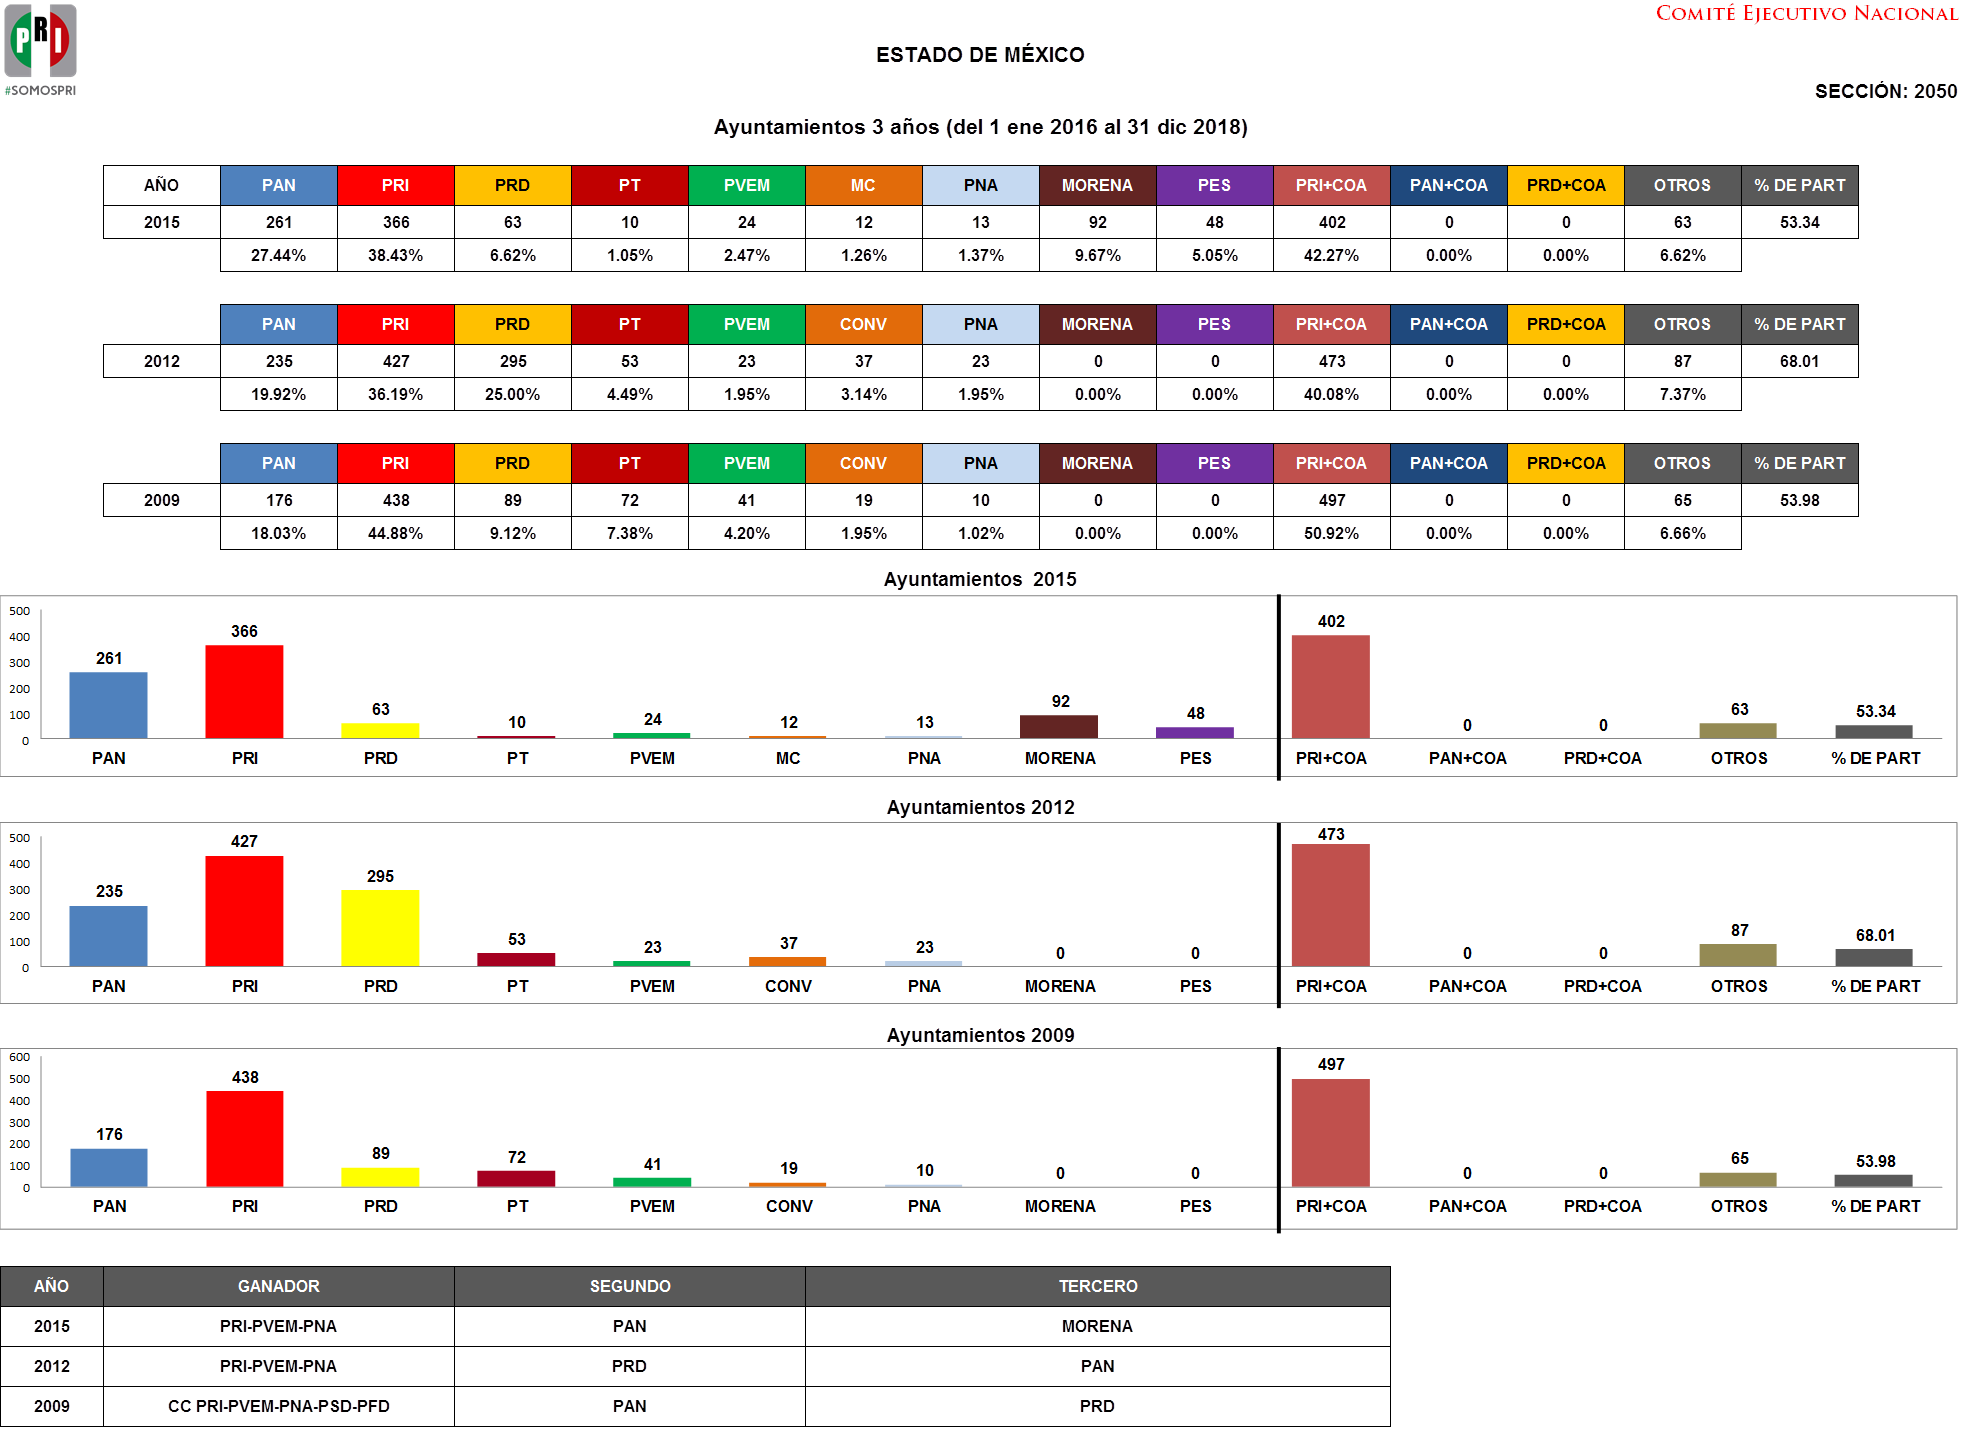 COMITÉ EJECUTIVO NACIONAL
PRI
#SOMOSPRI
ESTADO DE MÉXICO
SECCIÓN: 2050
Ayuntamientos 3 años (del 1 ene 2016 al 31 dic 2018)
AÑO PAN PRI PRD PT PVEM MC PNA MORENA PES PRI+COA PAN+COA PRD+COA OTROS % DE PART
2015 261 366 63 10 24 12 13 92 48 402 0 0 63 53.34
27.44% 38.43% 6.62% 1.05% 2.47% 1.26% 1.37% 9.67% 5.05% 42.27% 0.00% 0.00% 6.62%
PAN PRI PRD PT PVEM CONV PNA MORENA PES PRI+COA PAN+COA PRD+COA OTROS % DE PART
2012 235 427 295 53 23 37 23 0 0 473 0 0 87 68.01
19.92% 36.19% 25.00% 4.49% 1.95% 3.14% 1.95% 0.00% 0.00% 40.08% 0.00% 0.00% 7.37%
PAN PRI PRD PT PVEM CONV PNA MORENA PES PRI+COA PAN+COA PRD+COA OTROS % DE PART
2009 176 438 89 72 41 19 10 0 0 497 0 0 65 53.98
18.03% 44.88% 9.12% 7.38% 4.20% 1.95% 1.02% 0.00% 0.00% 50.92% 0.00% 0.00% 6.66%
Ayuntamientos 2015
500
400
300
200
100
0
261 366 63 10 24 12 13 92 48 402 0 0 63 53.34
PAN PRI PRD PT PVEM MC PNA MORENA PES PRI+COA PAN+COA PRD+COA OTROS % DE PART
Ayuntamientos 2012
500
400
300
200
100
0
235 427 295 53 23 37 23 0 0 473 0 0 87 68.01
PAN PRI PRD PT PVEM CONV PNA MORENA PES PRI+COA PAN+COA PRD+COA OTROS % DE PART
Ayuntamientos 2009
600
500
400
300
200
100
0
176 438 89 72 41 19 10 0 0 497 0 0 65 53.98
PAN PRI PRD PT PVEM CONV PNA MORENA PES PRI+COA PAN+COA PRD+COA OTROS % DE PART
AÑO GANADOR SEGUNDO TERCERO
2015 PRI-PVEM-PNA PAN MORENA
2012 PRI-PVEM-PNA PRD PAN
2009 CC PRI-PVEM-PNA-PSD-PFD PAN PRD